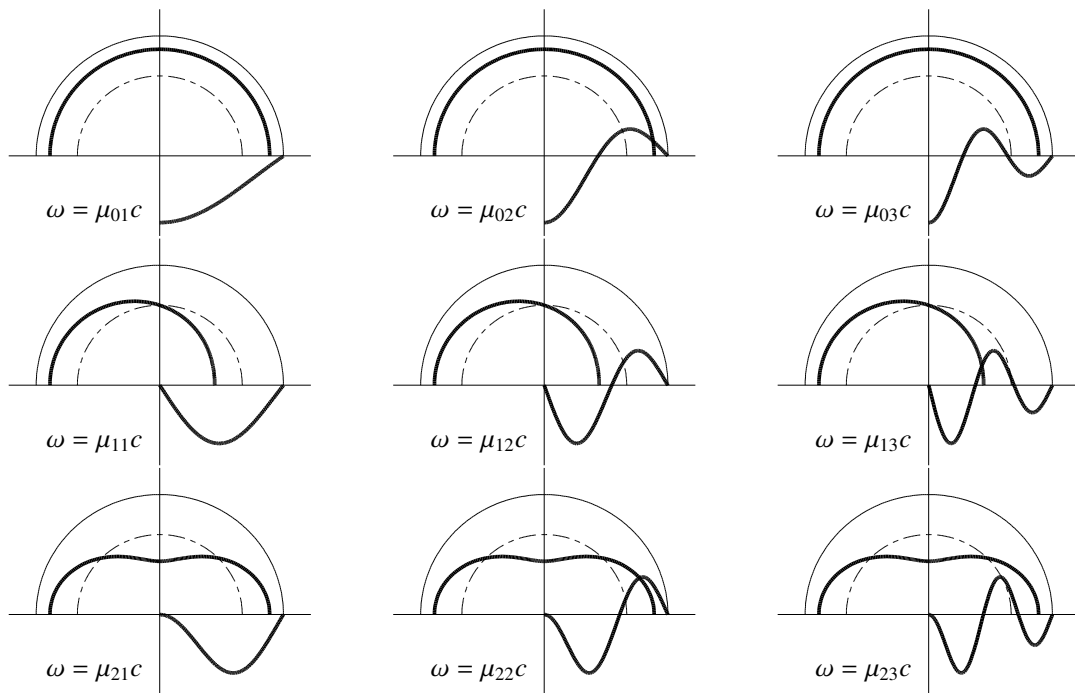 ω = μ₀₁c
ω = μ₀₂c
ω = μ₀₃c
ω = μ₁₁c
ω = μ₁₂c
ω = μ₁₃c
ω = μ₂₁c
ω = μ₂₂c
ω = μ₂₃c